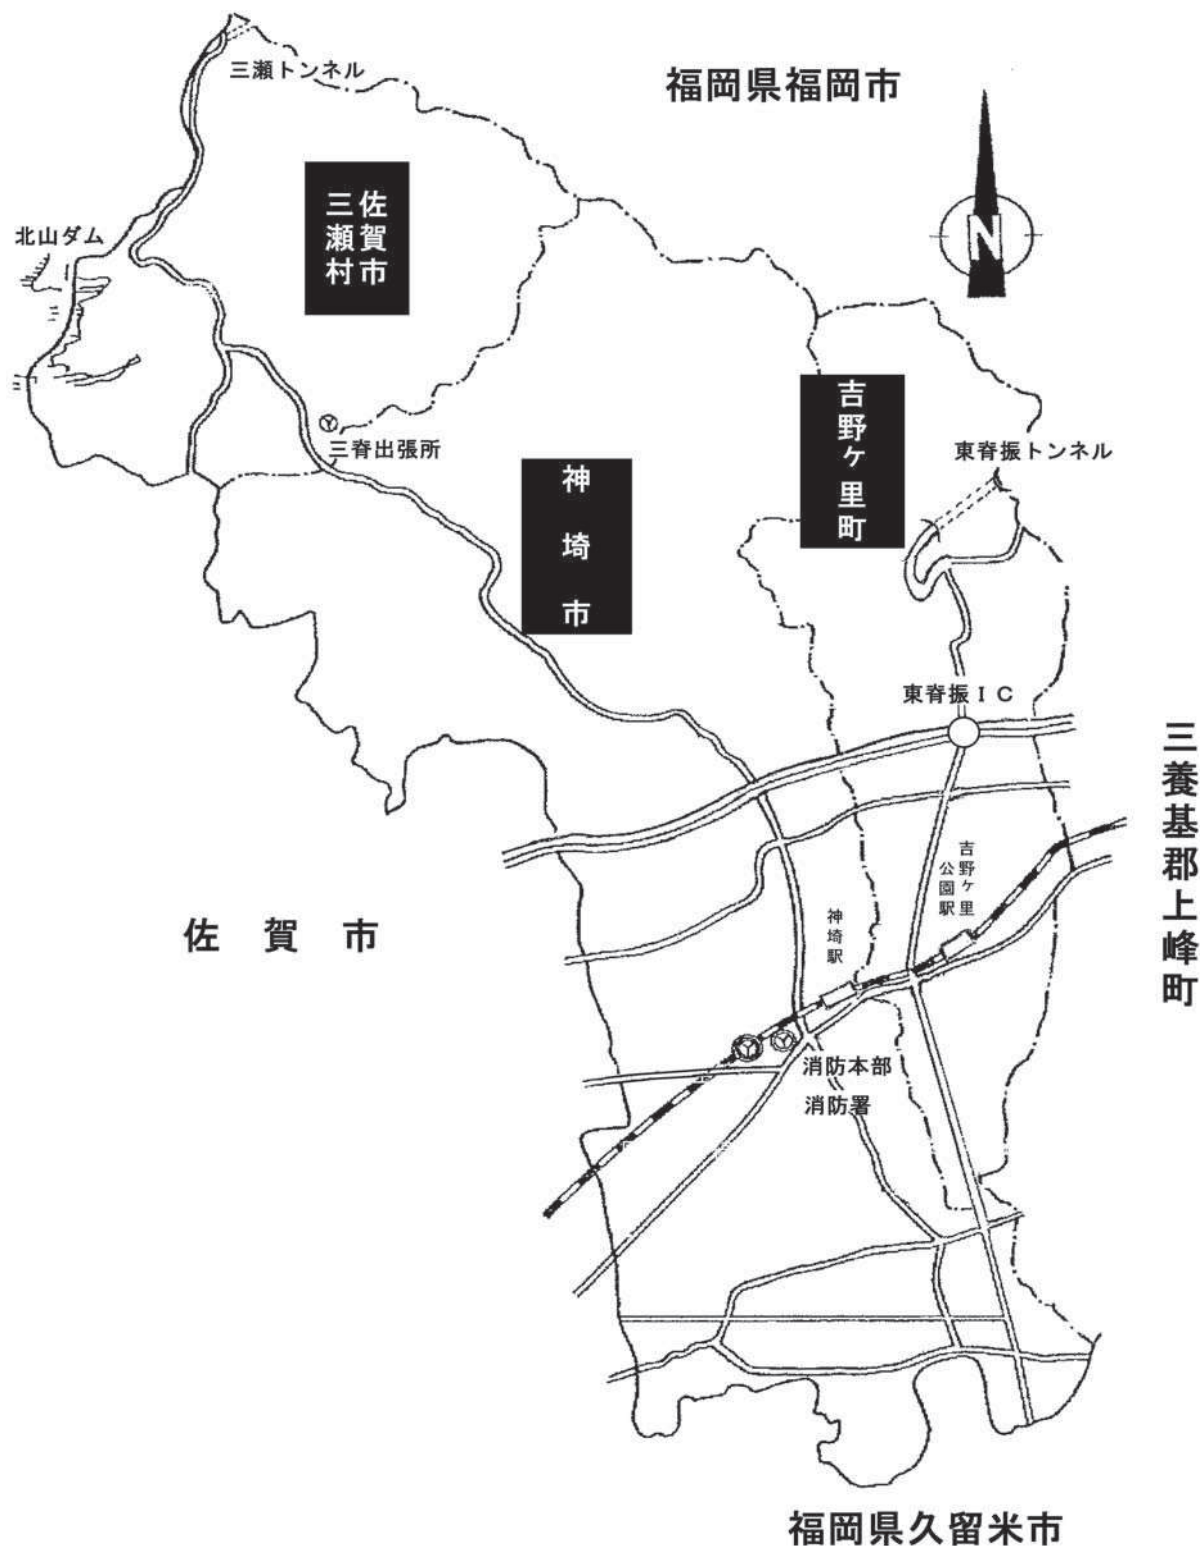 三瀬トンネル
福岡県福岡市
N
佐賀市
三瀬村
北山ダム
吉野ヶ里町
三脊出張所
東脊振トンネル
神埼市
東脊振ＩＣ
三養基郡上峰町
吉野ヶ里
公園駅
神埼駅
佐賀市
消防本部
消防署
福岡県久留米市